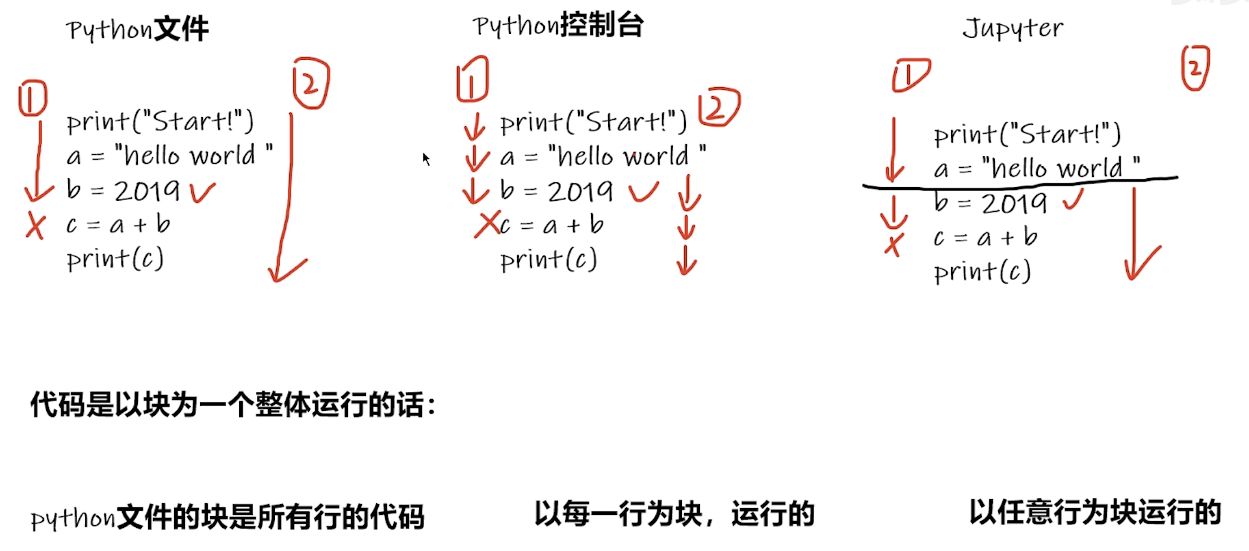 Python文件
① ②
print("Start!")
a = "hello world "
b = 2019
c = a + b
print(c)
Python控制台
① ②
print("Start!")
a = "hello world "
b = 2019
c = a + b
print(c)
Jupyter
① ②
print("Start!")
a = "hello world "
b = 2019
c = a + b
print(c)
代码是以块为一个整体运行的话：
python文件的块是所有行的代码
以每一行为块，运行的
以任意行为块运行的